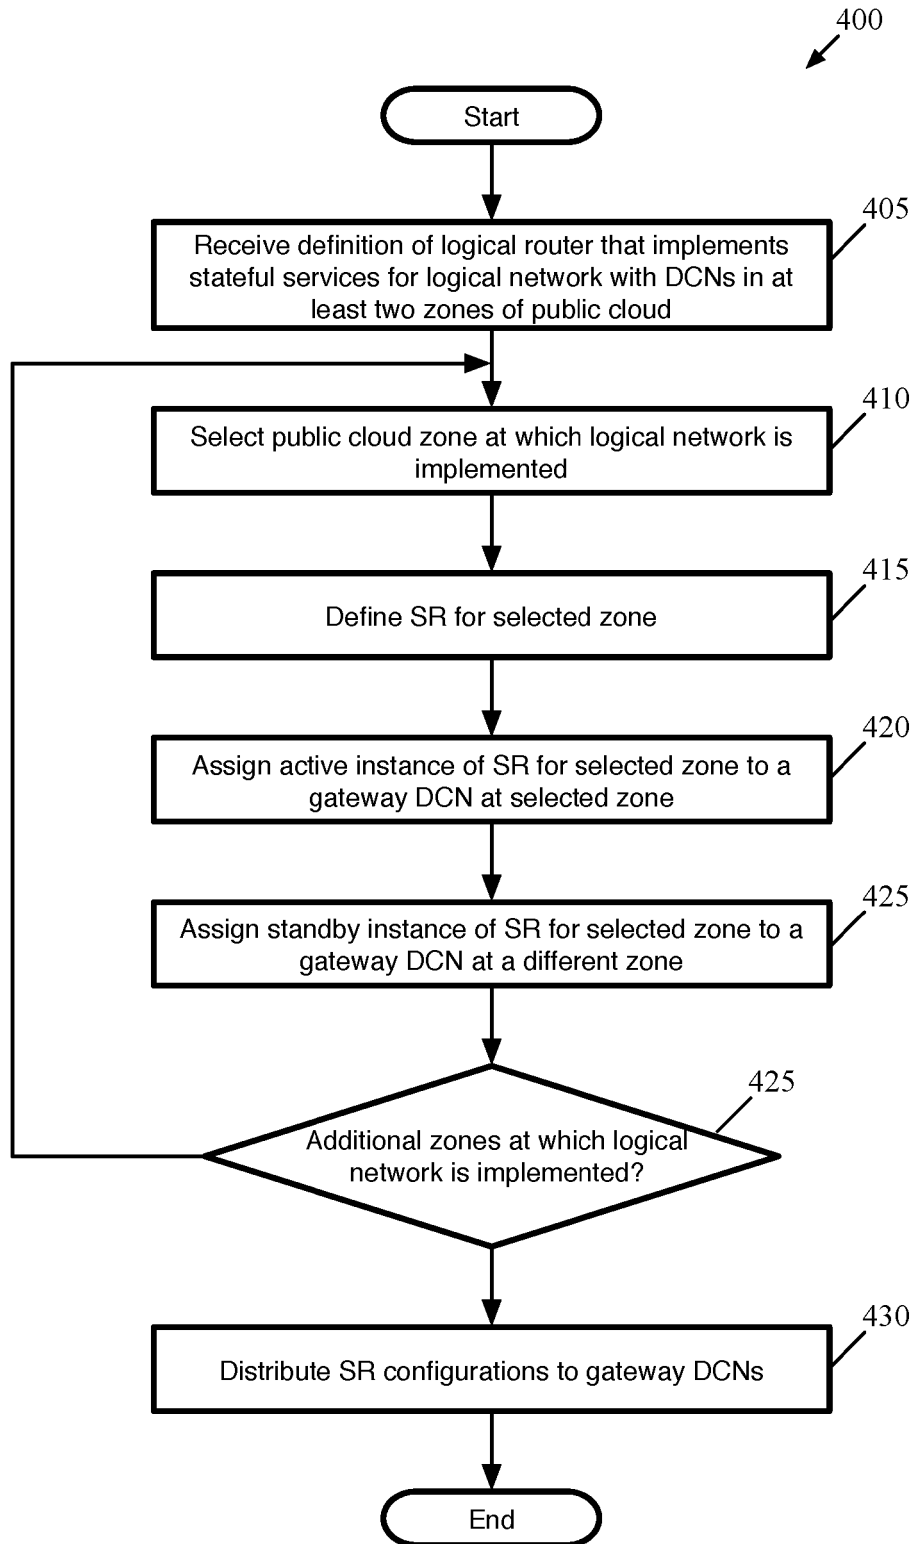 400
Start
405
Receive definition of logical router that implements
stateful services for logical network with DCNs in at
least two zones of public cloud
410
Select public cloud zone at which logical network is
implemented
415
Define SR for selected zone
420
Assign active instance of SR for selected zone to a
gateway DCN at selected zone
425
Assign standby instance of SR for selected zone to a
gateway DCN at a different zone
425
Additional zones at which logical
network is implemented?
430
Distribute SR configurations to gateway DCNs
End